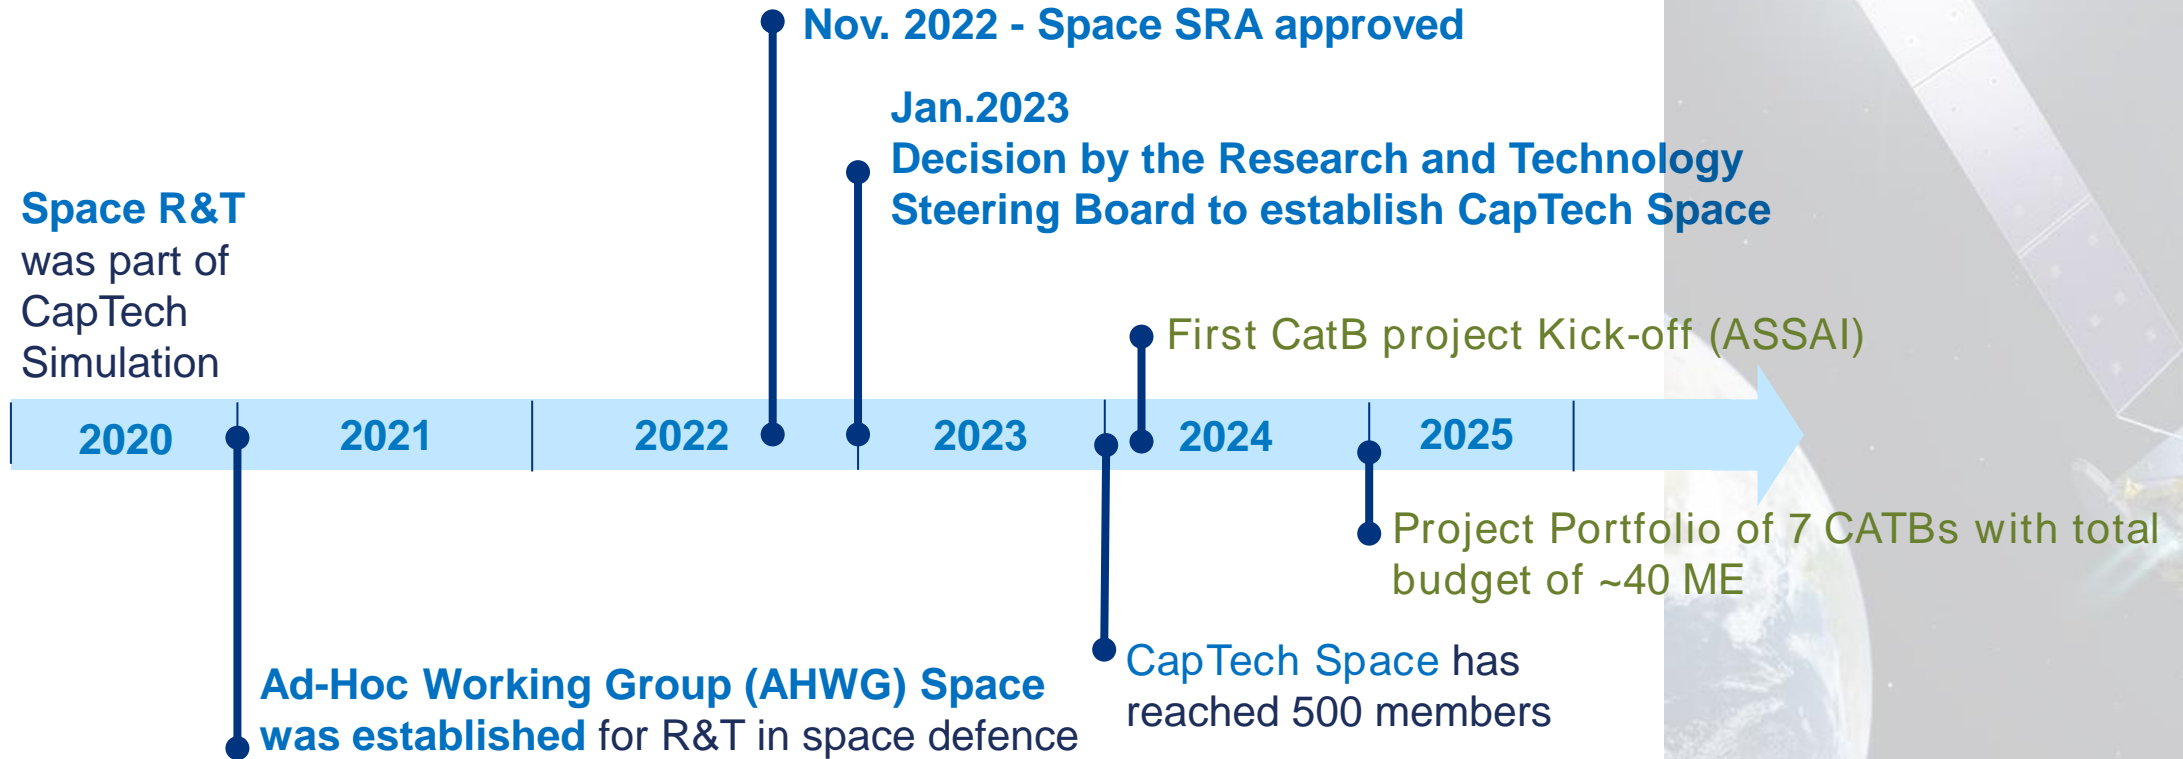 Nov. 2022 - Space SRA approved
Jan.2023
Decision by the Research and Technology
Steering Board to establish CapTech Space
Space R&T
was part of
CapTech
Simulation
First CatB project Kick-off (ASSAI)
2020
2021
2022
2023
2024
2025
Project Portfolio of 7 CATBs with total
budget of ~40 ME
CapTech Space has
reached 500 members
Ad-Hoc Working Group (AHWG) Space
was established for R&T in space defence